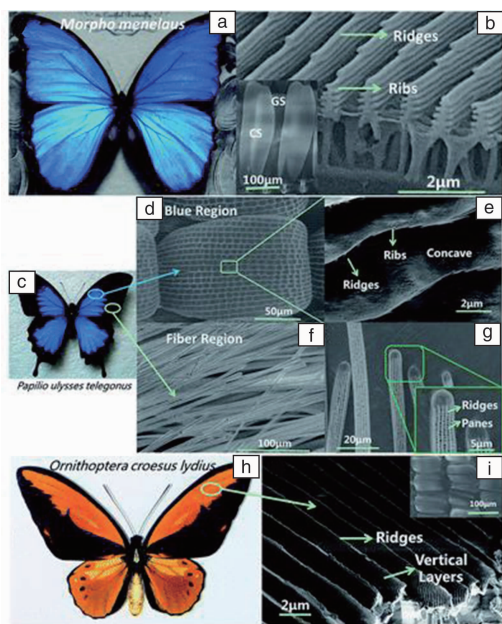 Morpho menelaus
a
b
Ridges
Ribs
GS
CS
100μm
2μm
c
Papilio ulysses telegonus
d
Blue Region
50μm
e
Ribs
Concave
Ridges
2μm
Fiber Region
f
100μm
g
20μm
Ridges
Panes
5μm
Ornithoptera croesus lydius
h
i
100μm
Ridges
Vertical
Layers
2μm